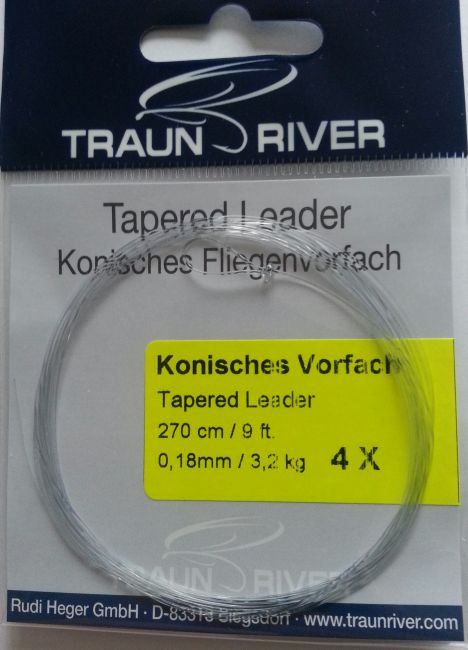 TRAUN RIVER
Tapered Leader
Konisches Fliegenvorfach
Konisches Vorfach
Tapered Leader
270 cm / 9 ft.
0,18mm / 3,2 kg 4 X
TRAUN RIVER
Rudi Heger GmbH · D-83313 Siegsdorf · www.traunriver.com